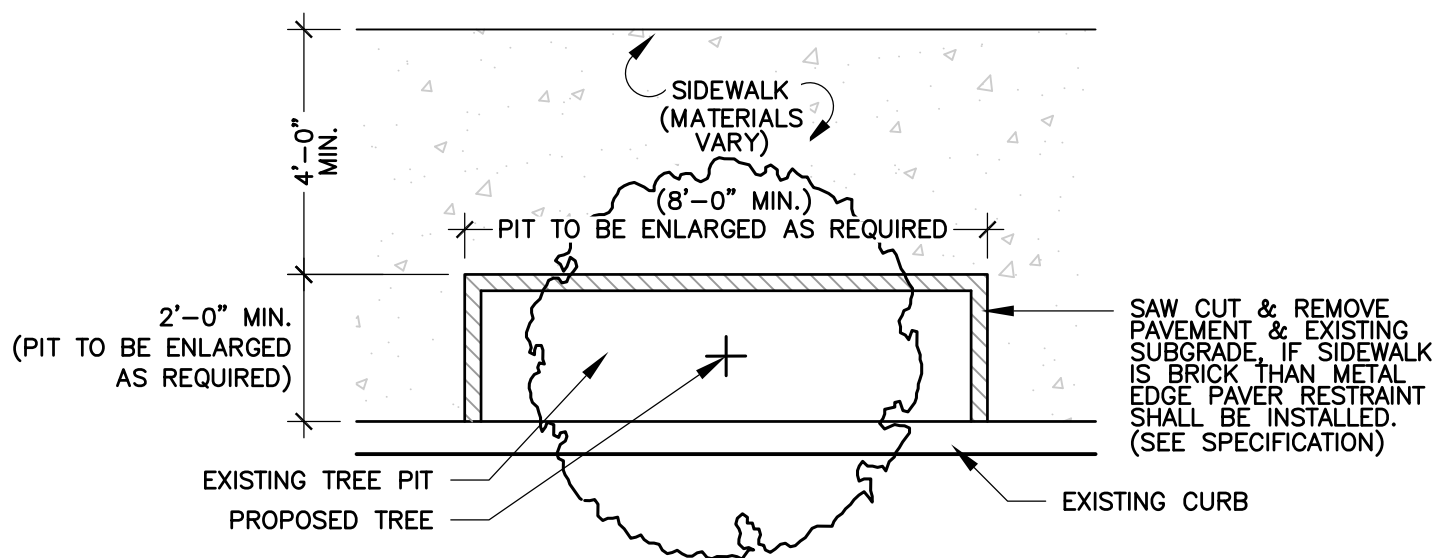 4'-0"
MIN.
SIDEWALK
(MATERIALS
VARY)
(8'-0" MIN.)
PIT TO BE ENLARGED AS REQUIRED
2'-0" MIN.
(PIT TO BE ENLARGED
AS REQUIRED)
SAW CUT & REMOVE
PAVEMENT & EXISTING
SUBGRADE, IF SIDEWALK
IS BRICK THAN METAL
EDGE PAVER RESTRAINT
SHALL BE INSTALLED.
(SEE SPECIFICATION)
EXISTING TREE PIT
PROPOSED TREE
EXISTING CURB